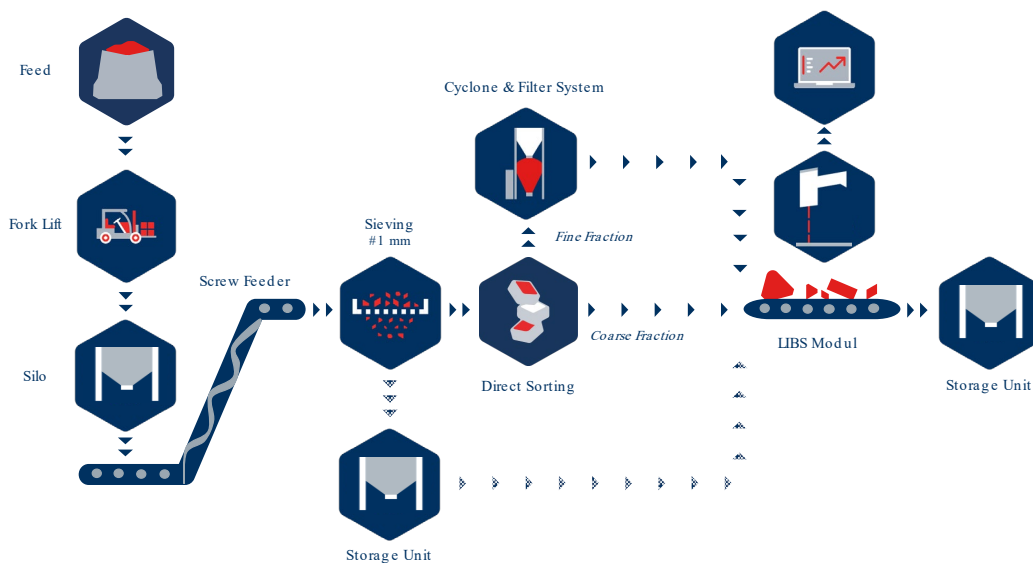 Feed
Fork Lift
Silo
Screw Feeder
Sieving
#1 mm
Storage Unit
Cyclone & Filter System
Fine Fraction
Direct Sorting
Coarse Fraction
LIBS Modul
Storage Unit